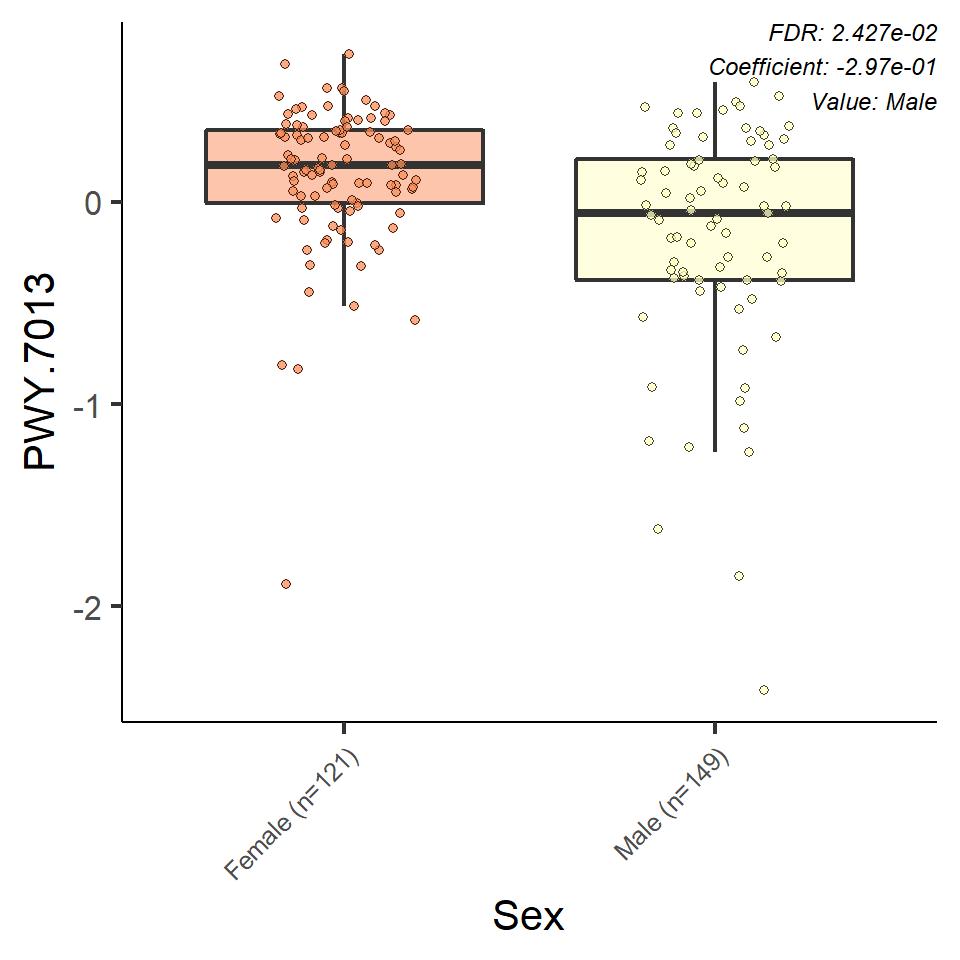 FDR: 2.427e-02
Coefficient: -2.97e-01
Value: Male
PWY.7013
0
-1
-2
Female (n=121)
Male (n=149)
Sex